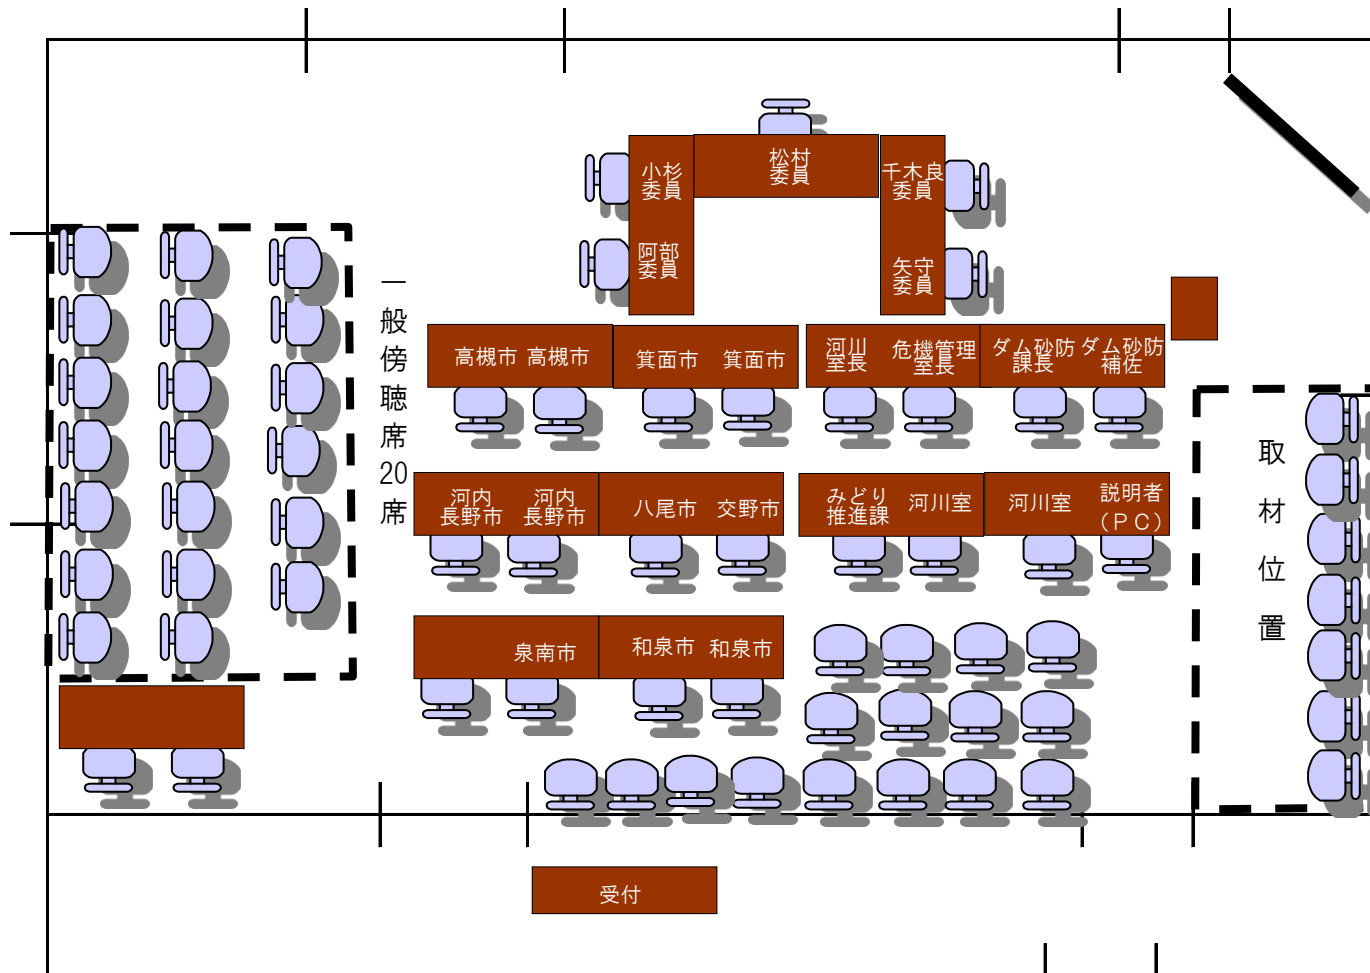 松村
委員
小杉
委員
千木良
委員
阿部
委員
矢守
委員
一般傍聴席20席
高槻市
高槻市
箕面市
箕面市
河川
室長
危機管理
室長
ダム砂防
課長
ダム砂防
補佐
河内
長野市
河内
長野市
八尾市
交野市
みどり
推進課
河川室
河川室
説明者
（ＰＣ）
取材位置
泉南市
和泉市
和泉市
受付